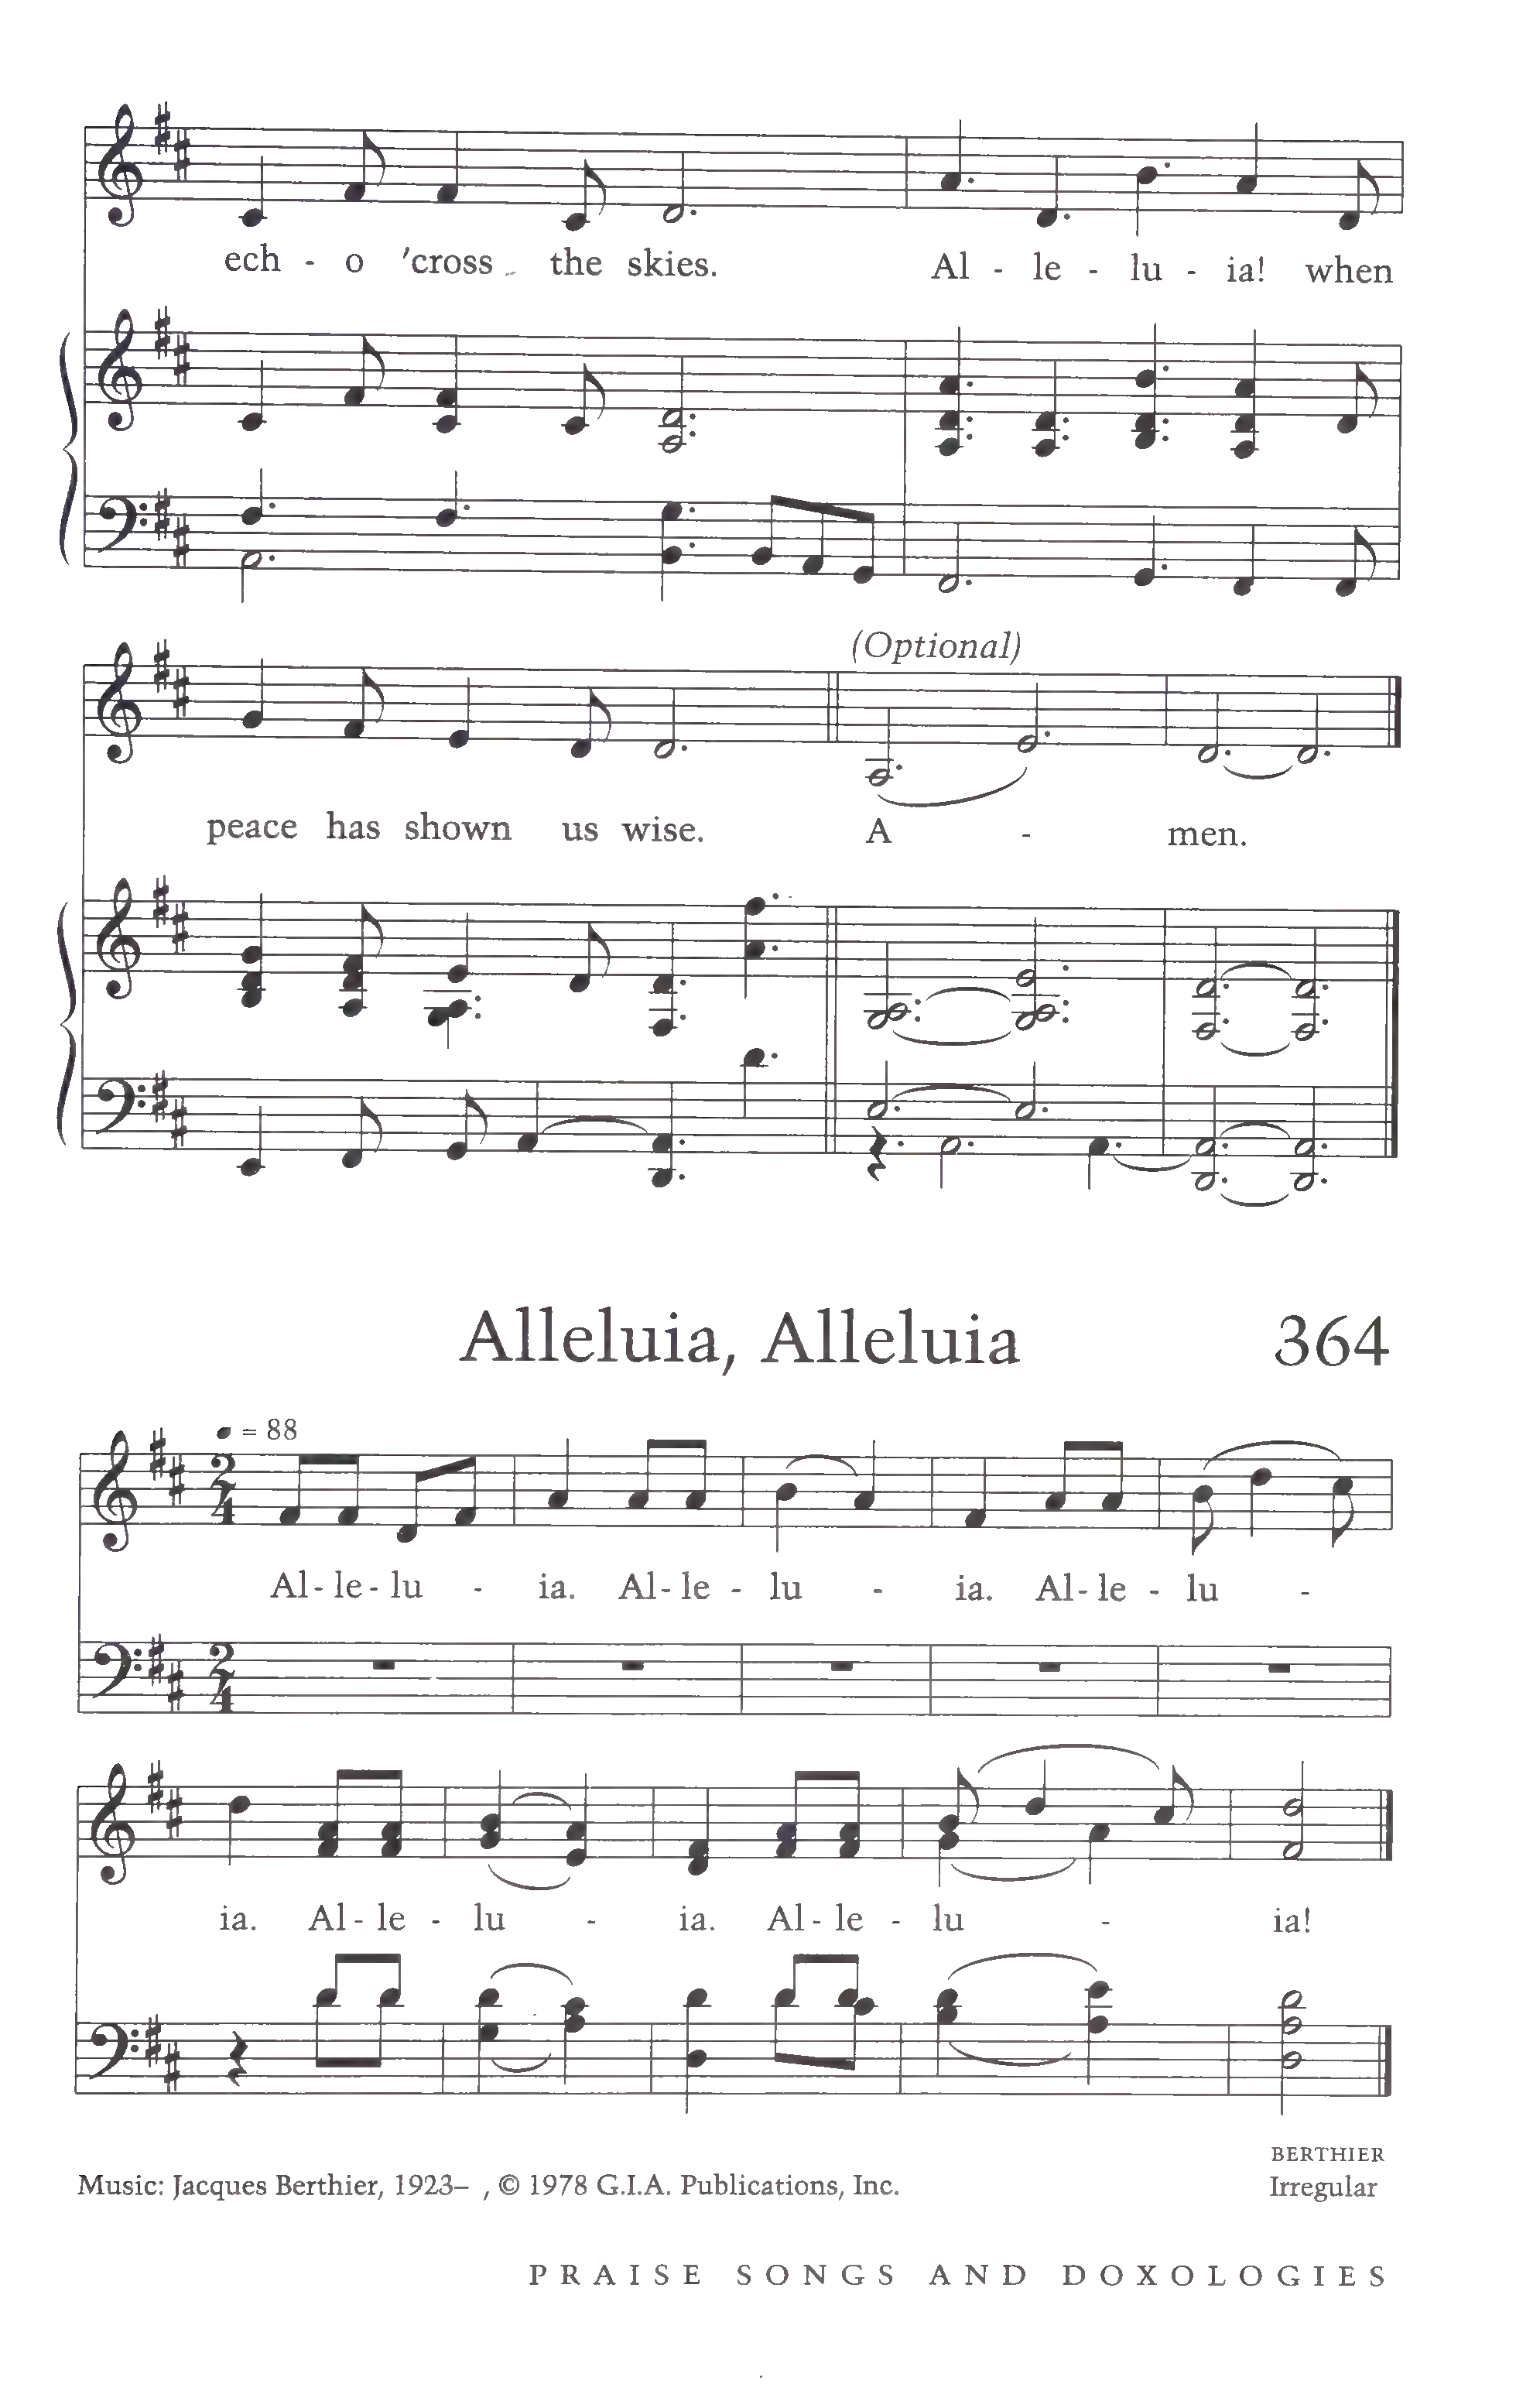 ech - o 'cross the skies. Al - le - lu - ia! when
(Optional)
peace has shown us wise. A - men.
Alleluia, Alleluia 364
= 88
2 4
Al - le - lu - ia. Al - le - lu - ia. Al - le - lu -
2 4
ia. Al - le - lu - ia. Al - le - lu - ia!
BERTHIER
Music: Jacques Berthier, 1923– , © 1978 G.I.A. Publications, Inc. Irregular
PRAISE SONGS AND DOXOLOGIES